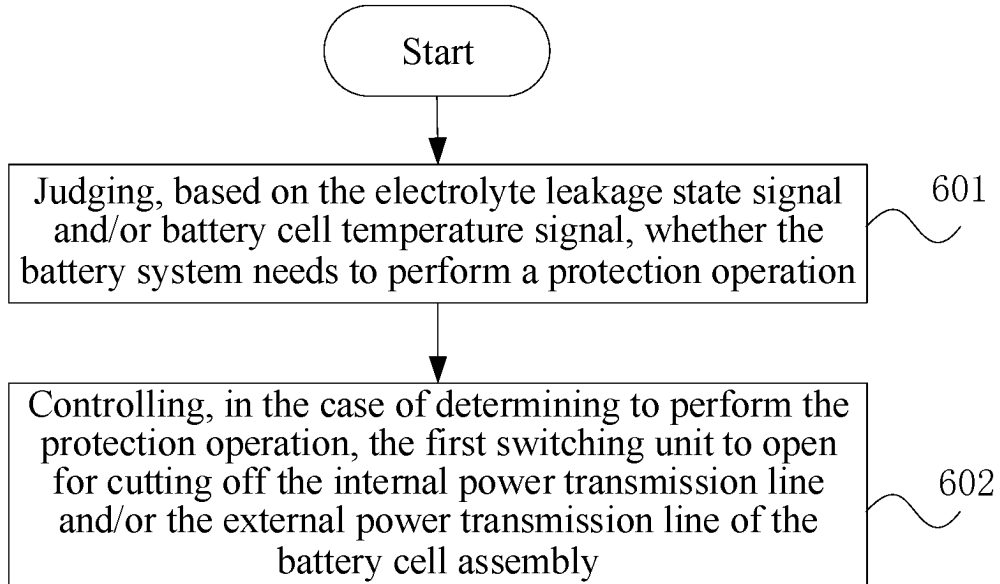 Start
Judging, based on the electrolyte leakage state signal
and/or battery cell temperature signal, whether the
battery system needs to perform a protection operation
601
Controlling, in the case of determining to perform the
protection operation, the first switching unit to open
for cutting off the internal power transmission line
and/or the external power transmission line of the
battery cell assembly
602